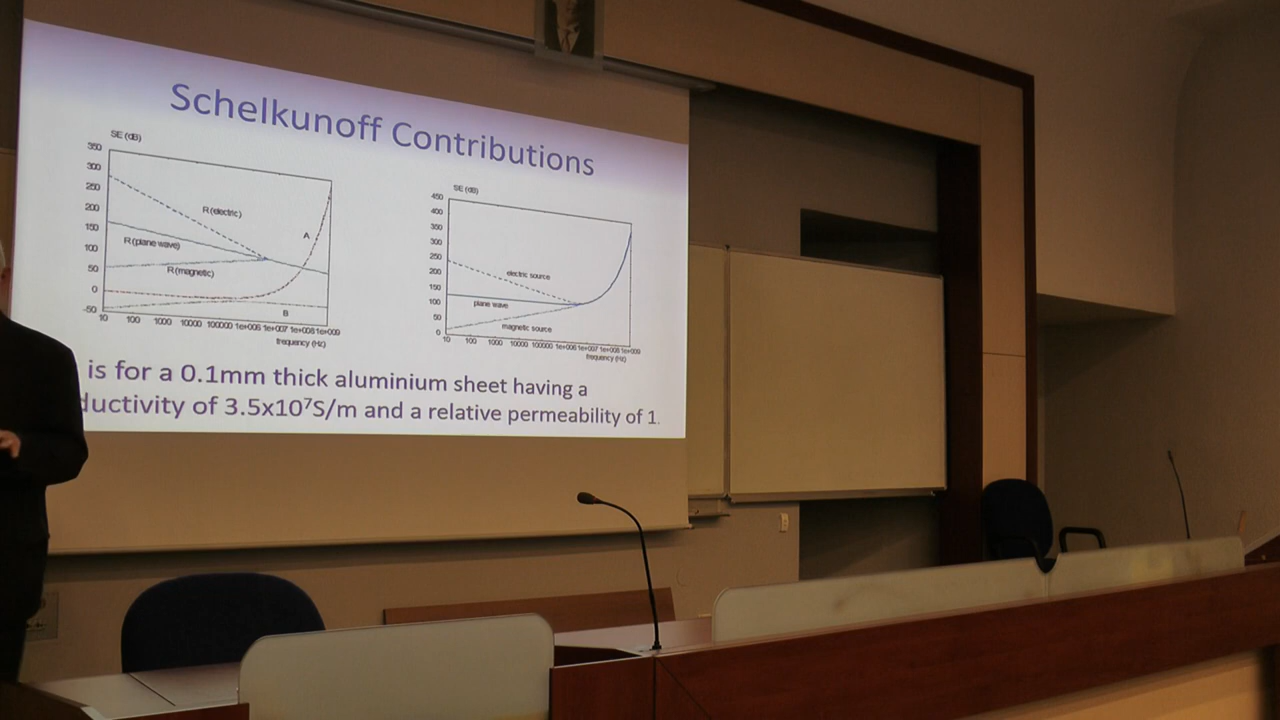 Schelkunoff Contributions
SE (dB)
350
300
250
200
150
100
50
0
-50
R (electric)
R (plane wave)
R (magnetic)
A
B
10 100 1000 10000 100000 1e+006 1e+007 1e+008 1e+009
frequency (Hz)
SE (dB)
450
400
350
300
250
200
150
100
50
0
electric source
plane wave
magnetic source
10 100 1000 10000 100000 1e+006 1e+007 1e+008 1e+009
frequency (Hz)
is for a 0.1mm thick aluminium sheet having a
ductivity of 3.5x10⁷S/m and a relative permeability of 1.